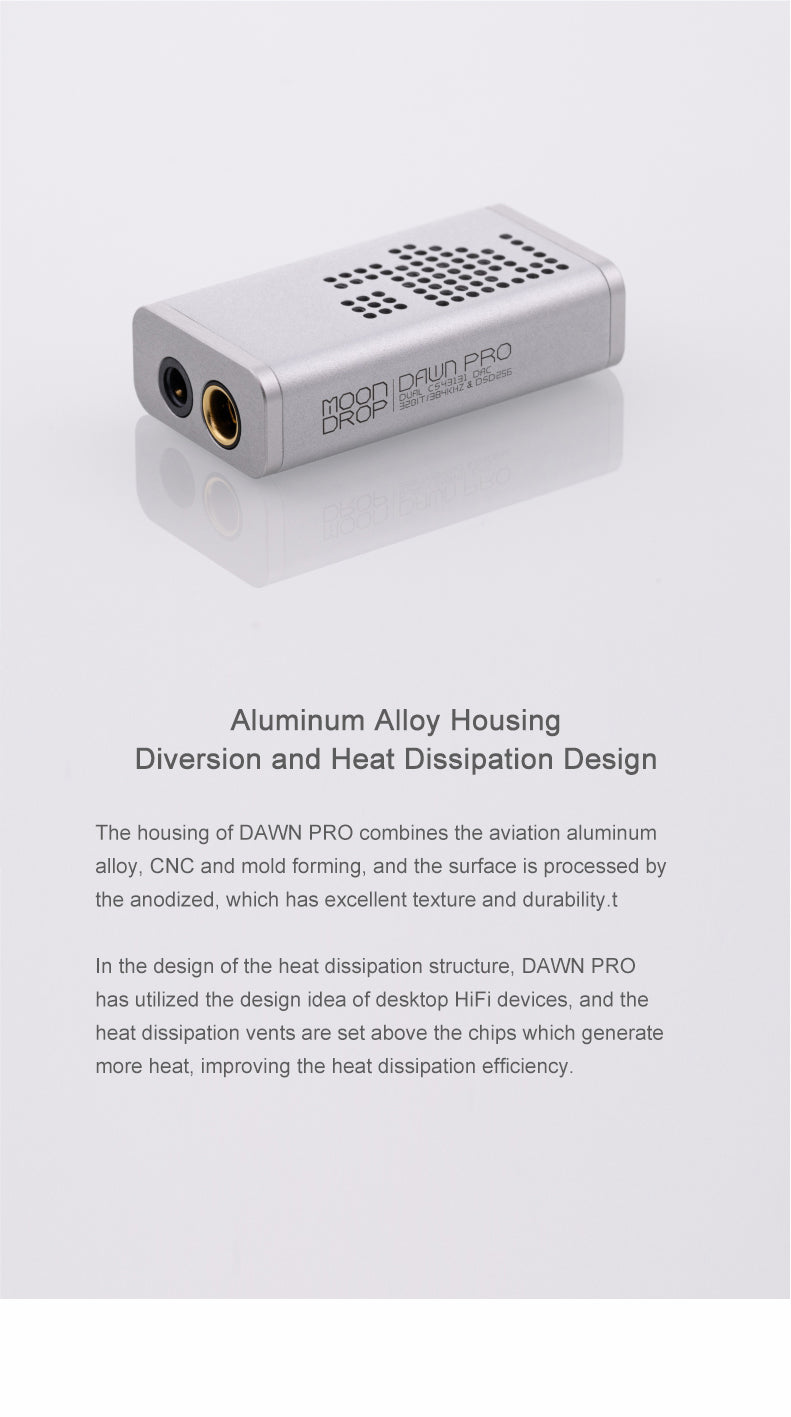 MOON
DROP
DAWN PRO
DUAL CS43131 DAC
32BIT/384KHZ & DSD256
Aluminum Alloy Housing
Diversion and Heat Dissipation Design
The housing of DAWN PRO combines the aviation aluminum
alloy, CNC and mold forming, and the surface is processed by
the anodized, which has excellent texture and durability.t
In the design of the heat dissipation structure, DAWN PRO
has utilized the design idea of desktop HiFi devices, and the
heat dissipation vents are set above the chips which generate
more heat, improving the heat dissipation efficiency.